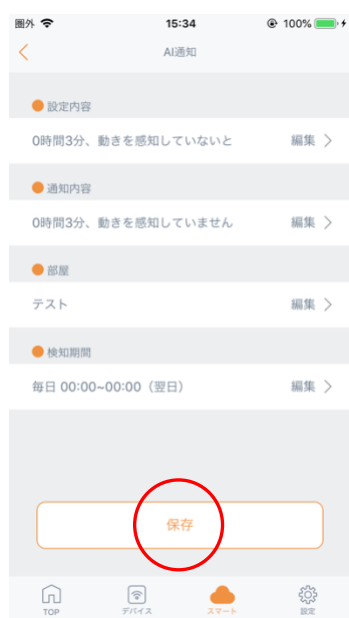 圏外 15:34 100%
AI通知
設定内容
0時間3分、動きを感知していないと 編集
通知内容
0時間3分、動きを感知していません 編集
部屋
テスト 編集
検知期間
毎日 00:00~00:00（翌日） 編集
保存
TOP デバイス スマート 設定